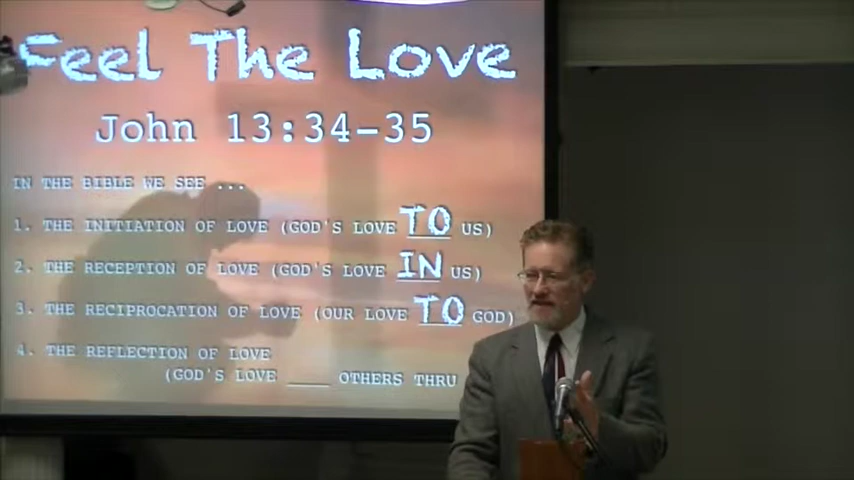 Feel The Love
John 13:34-35
IN THE BIBLE WE SEE ...
1. THE INITIATION OF LOVE (GOD'S LOVE TO US)
2. THE RECEPTION OF LOVE (GOD'S LOVE IN US)
3. THE RECIPROCATION OF LOVE (OUR LOVE TO GOD)
4. THE REFLECTION OF LOVE
(GOD'S LOVE ____ OTHERS THRU